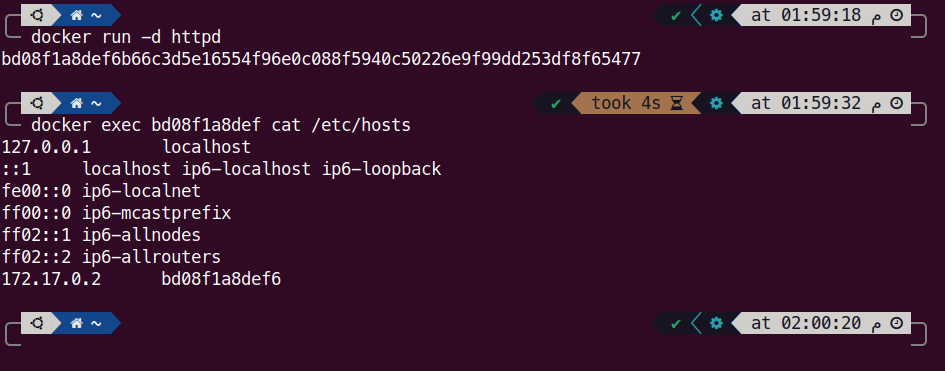 ~ at 01:59:18 م
docker run -d httpd
bd08f1a8def6b66c3d5e16554f96e0c088f5940c50226e9f99dd253df8f65477
~ took 4s at 01:59:32 م
docker exec bd08f1a8def cat /etc/hosts
127.0.0.1 localhost
::1 localhost ip6-localhost ip6-loopback
fe00::0 ip6-localnet
ff00::0 ip6-mcastprefix
ff02::1 ip6-allnodes
ff02::2 ip6-allrouters
172.17.0.2 bd08f1a8def6
~ at 02:00:20 م